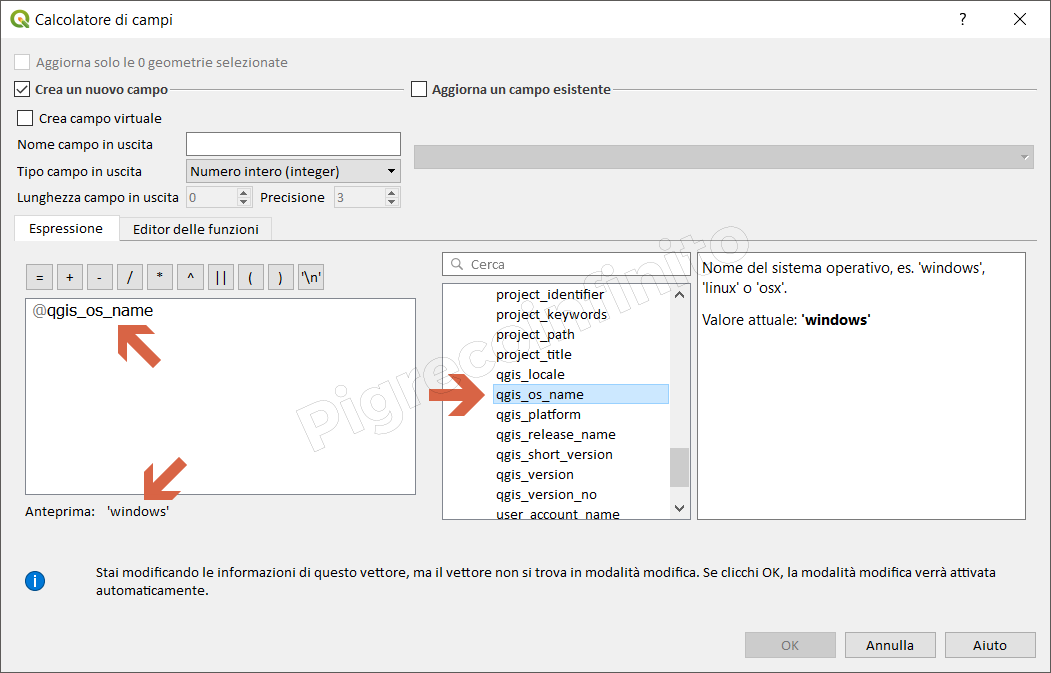 Calcolatore di campi
?
Aggiorna solo le 0 geometrie selezionate
Crea un nuovo campo
Aggiorna un campo esistente
Crea campo virtuale
Nome campo in uscita
Tipo campo in uscita Numero intero (integer)
Lunghezza campo in uscita 0 Precisione 3
Espressione Editor delle funzioni
= + - / * ^ || ( ) '\n'
@qgis_os_name
Anteprima: 'windows'
Cerca
project_identifier
project_keywords
project_path
project_title
qgis_locale
qgis_os_name
qgis_platform
qgis_release_name
qgis_short_version
qgis_version
qgis_version_no
user_account_name
Nome del sistema operativo, es. 'windows',
'linux' o 'osx'.
Valore attuale: 'windows'
Pigrecoinfinito
Stai modificando le informazioni di questo vettore, ma il vettore non si trova in modalità modifica. Se clicchi OK, la modalità modifica verrà attivata
automaticamente.
OK Annulla Aiuto